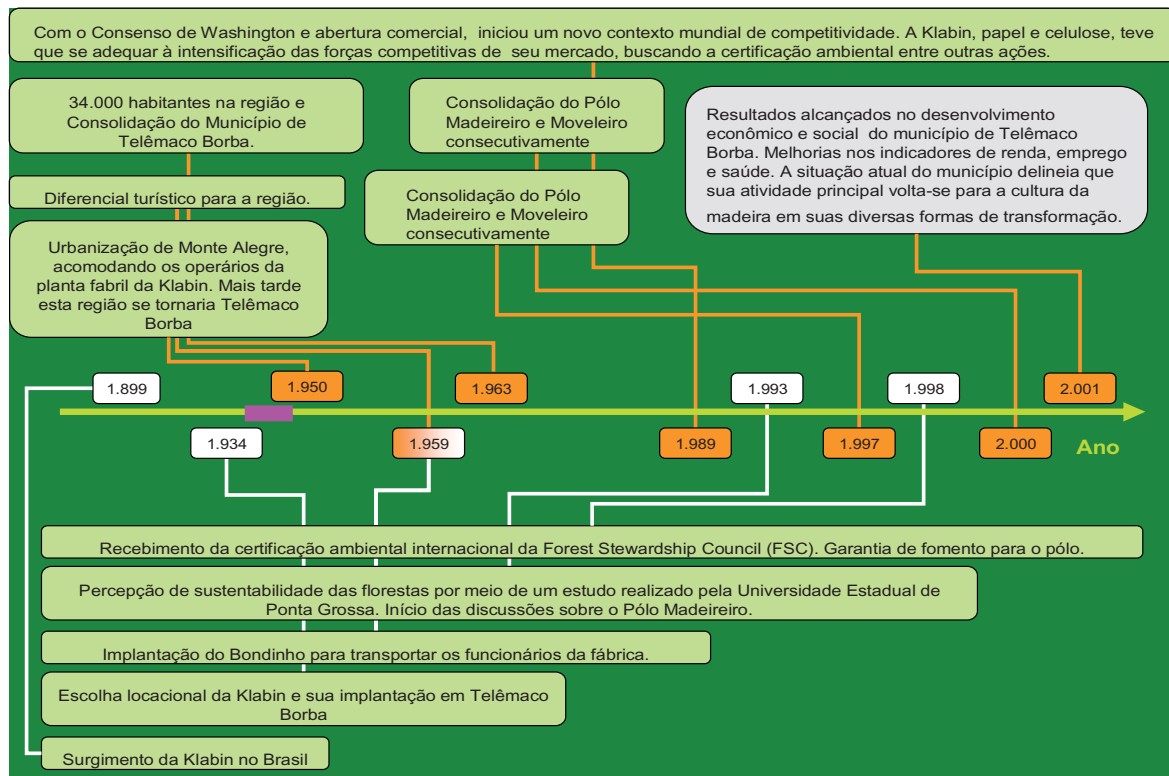 Com o Consenso de Washington e abertura comercial, iniciou um novo contexto mundial de competitividade. A Klabin, papel e celulose, teve
que se adequar à intensificação das forças competitivas de seu mercado, buscando a certificação ambiental entre outras ações.
34.000 habitantes na região e
Consolidação do Município de
Telêmaco Borba.
Consolidação do Pólo
Madeireiro e Moveleiro
consecutivamente
Resultados alcançados no desenvolvimento
econômico e social do município de Telêmaco
Borba. Melhorias nos indicadores de renda, emprego
e saúde. A situação atual do município delineia que
sua atividade principal volta-se para a cultura da
madeira em suas diversas formas de transformação.
Diferencial turístico para a região.
Consolidação do Pólo
Madeireiro e Moveleiro
consecutivamente
Urbanização de Monte Alegre,
acomodando os operários da
planta fabril da Klabin. Mais tarde
esta região se tornaria Telêmaco
Borba
1.899
1.950
1.963
1.993
1.998
2.001
1.934
1.959
1.989
1.997
2.000
Ano
Recebimento da certificação ambiental internacional da Forest Stewardship Council (FSC). Garantia de fomento para o pólo.
Percepção de sustentabilidade das florestas por meio de um estudo realizado pela Universidade Estadual de
Ponta Grossa. Início das discussões sobre o Pólo Madeireiro.
Implantação do Bondinho para transportar os funcionários da fábrica.
Escolha locacional da Klabin e sua implantação em Telêmaco
Borba
Surgimento da Klabin no Brasil